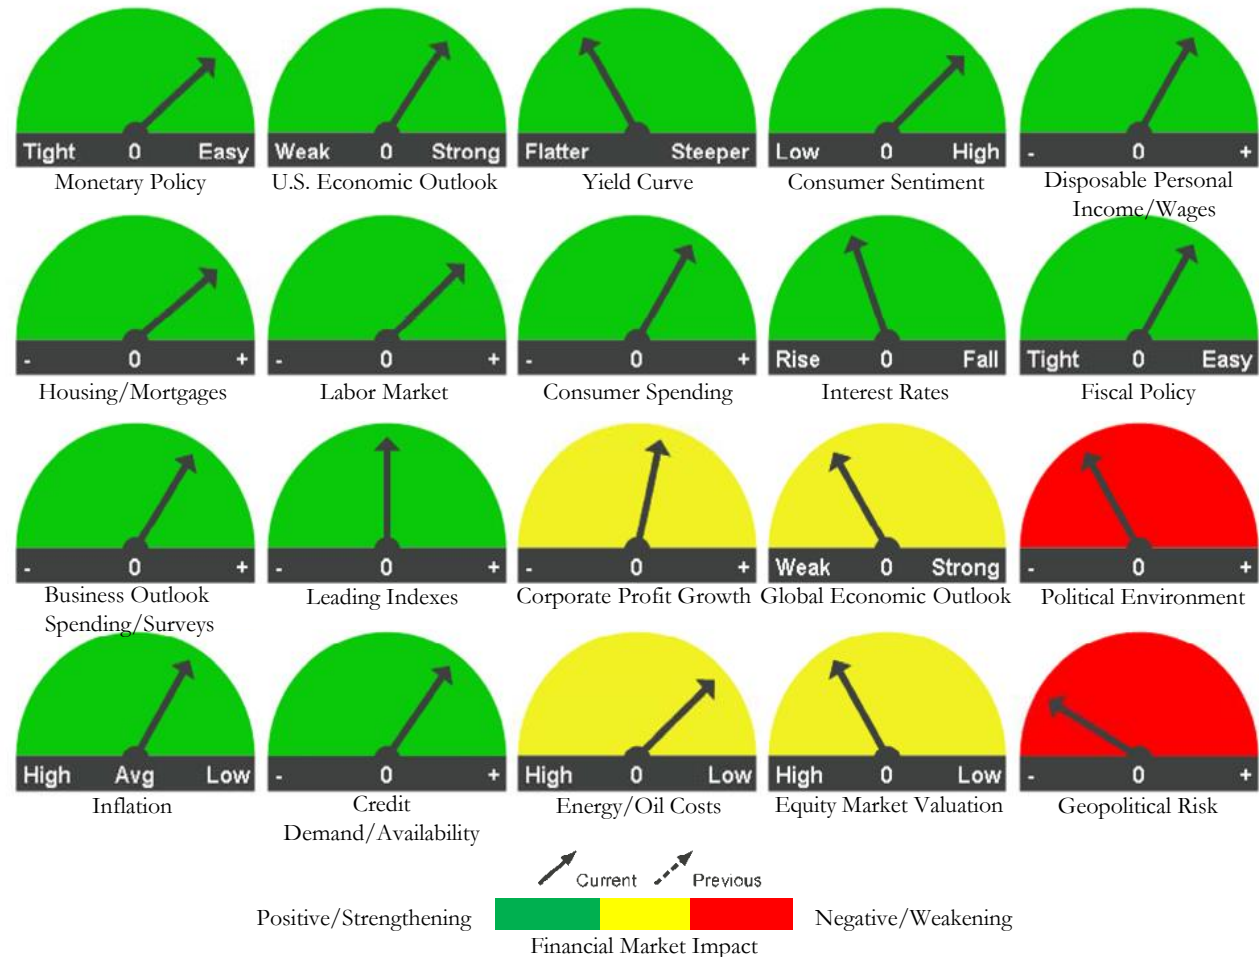 Tight 0 Easy
Weak 0 Strong
Flatter Steeper
Low 0 High
- 0 +
Monetary Policy
U.S. Economic Outlook
Yield Curve
Consumer Sentiment
Disposable Personal
Income/Wages
- 0 +
- 0 +
- 0 +
Rise 0 Fall
Tight 0 Easy
Housing/Mortgages
Labor Market
Consumer Spending
Interest Rates
Fiscal Policy
- 0 +
- 0 +
- 0 +
Weak 0 Strong
- 0 +
Business Outlook
Spending/Surveys
Leading Indexes
Corporate Profit Growth
Global Economic Outlook
Political Environment
High Avg Low
- 0 +
High 0 Low
High 0 Low
- 0 +
Inflation
Credit
Demand/Availability
Energy/Oil Costs
Equity Market Valuation
Geopolitical Risk
Current Previous
Positive/Strengthening
Negative/Weakening
Financial Market Impact